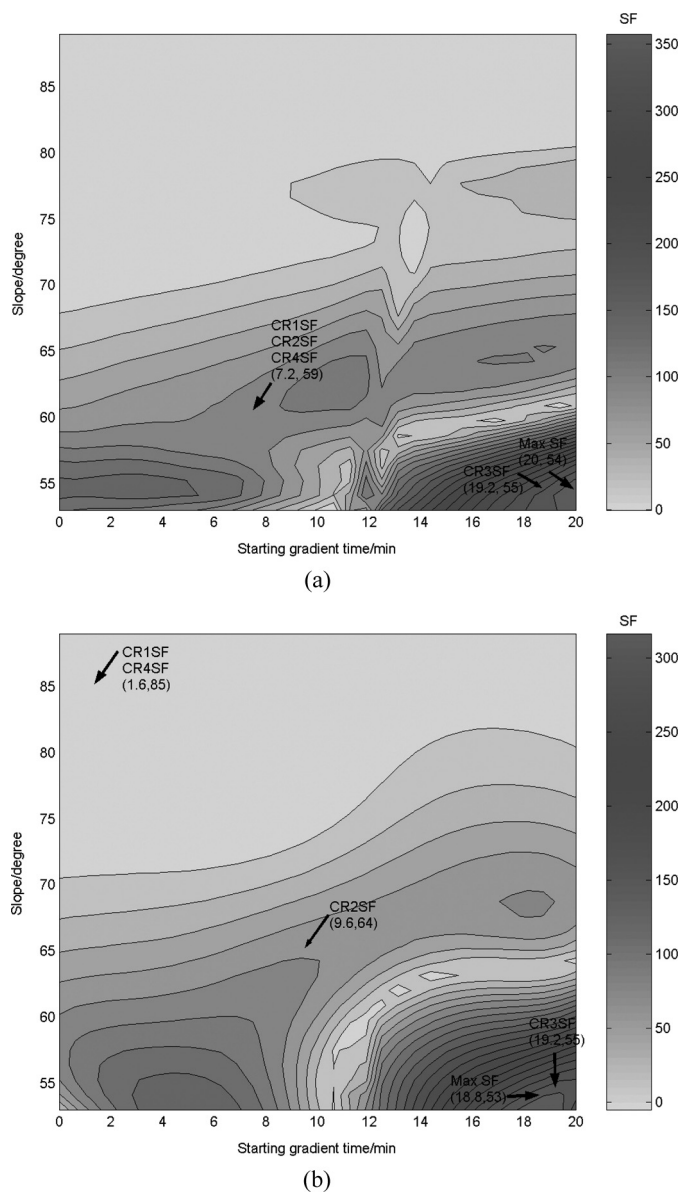 SF
350
300
250
200
150
100
50
0
85
80
75
70
65
60
55
Slope/degree
CR1SF
CR2SF
CR4SF
(7.2, 59)
Max SF
(20, 54)
CR3SF
(19.2, 55)
0 2 4 6 8 10 12 14 16 18 20
Starting gradient time/min
(a)
SF
300
250
200
150
100
50
0
85
80
75
70
65
60
55
Slope/degree
CR1SF
CR4SF
(1.6,85)
CR2SF
(9.6,64)
CR3SF
(19.2,55)
Max SF
(18.8,53)
0 2 4 6 8 10 12 14 16 18 20
Starting gradient time/min
(b)